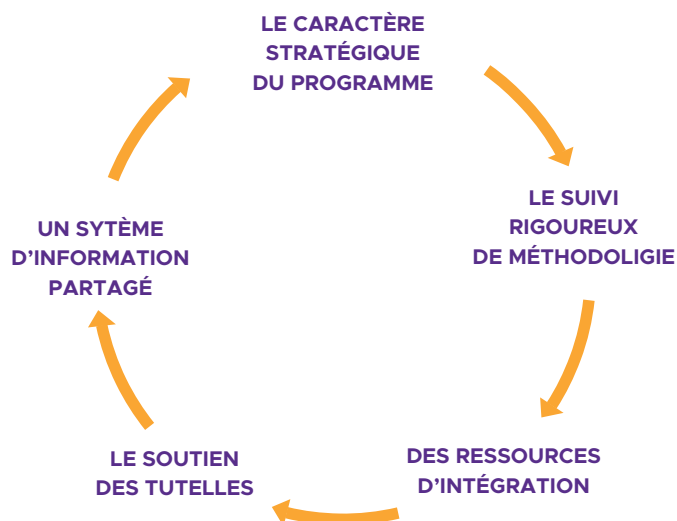 LE CARACTÈRE
STRATÉGIQUE
DU PROGRAMME
LE SUIVI
RIGOUREUX
DE MÉTHODOLIGIE
DES RESSOURCES
D'INTÉGRATION
LE SOUTIEN
DES TUTELLES
UN SYTÈME
D'INFORMATION
PARTAGÉ